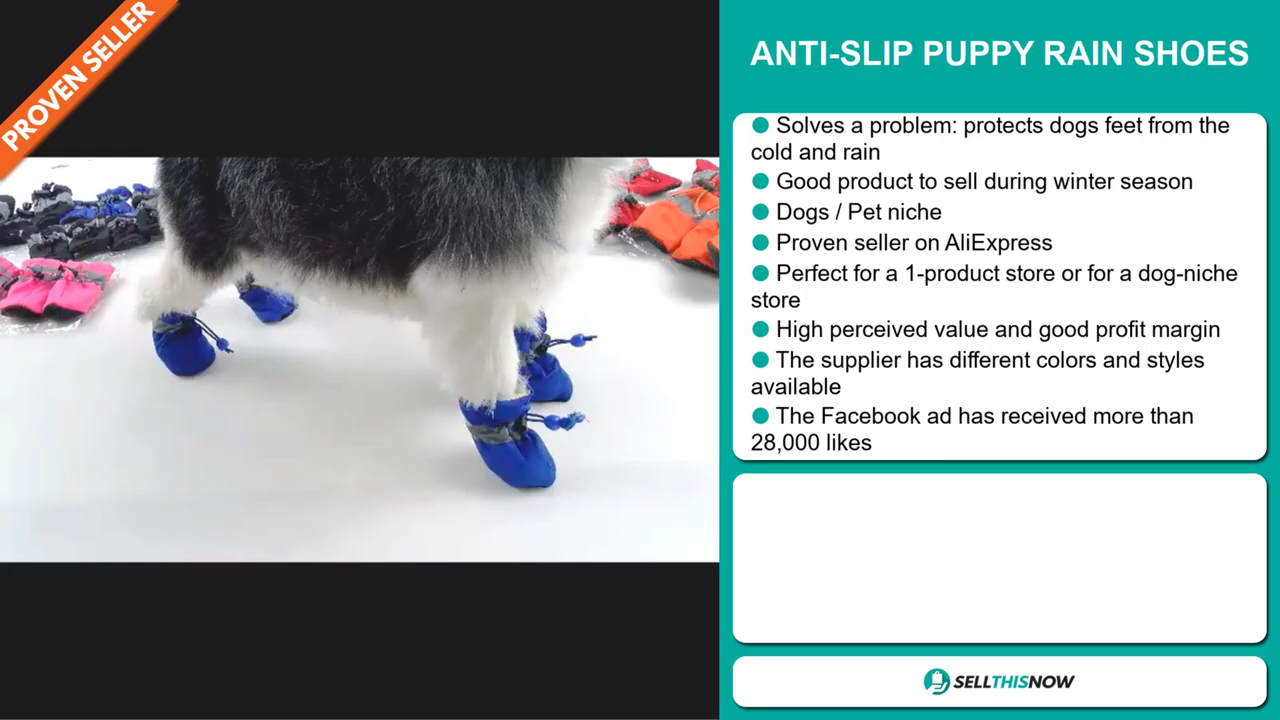 PROVEN SELLER
ANTI-SLIP PUPPY RAIN SHOES
● Solves a problem: protects dogs feet from the
cold and rain
● Good product to sell during winter season
● Dogs / Pet niche
● Proven seller on AliExpress
● Perfect for a 1-product store or for a dog-niche
store
● High perceived value and good profit margin
● The supplier has different colors and styles
available
● The Facebook ad has received more than
28,000 likes
SELLTHISNOW